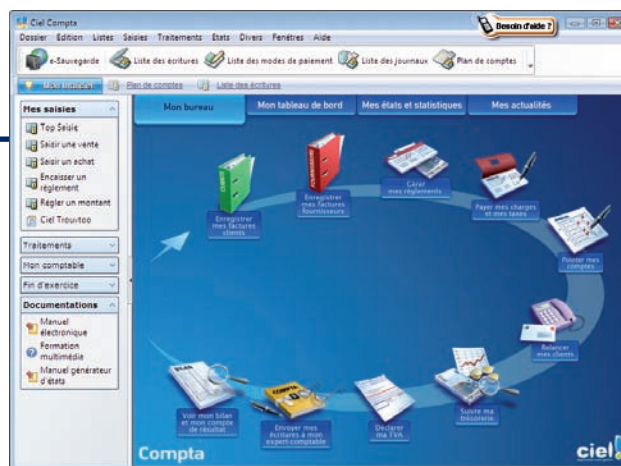 Ciel Compta
Besoin d'aide ?
Dossier Edition Listes Saisies Traitements Etats Divers Fenêtres Aide
e-Sauvegarde Liste des écritures Liste des modes de paiement Liste des journaux Plan de comptes
Plan de comptes Liste des écritures
Mes saisies
Top Saisie
Saisir une vente
Saisir un achat
Encaisser un
règlement
Régler un montant
Ciel Trouvtoo
Traitements
Mon comptable
Fin d'exercice
Documentations
Manuel
électronique
Formation
multimédia
Manuel générateur
d'états
Mon bureau Mon tableau de bord Mes états et statistiques Mes actualités
Enregistrer
mes factures
clients
Enregistrer
mes factures
fournisseurs
Gérer
mes règlements
Payer mes charges
et mes taxes
Pointer mes
comptes
Relancer
mes clients
Suivre ma
trésorerie
Déclarer
ma TVA
COMPTA
Envoyer mes
écritures à mon
expert-comptable
BILAN
Voir mon bilan
et mon compte
de résultat
Compta
ciel